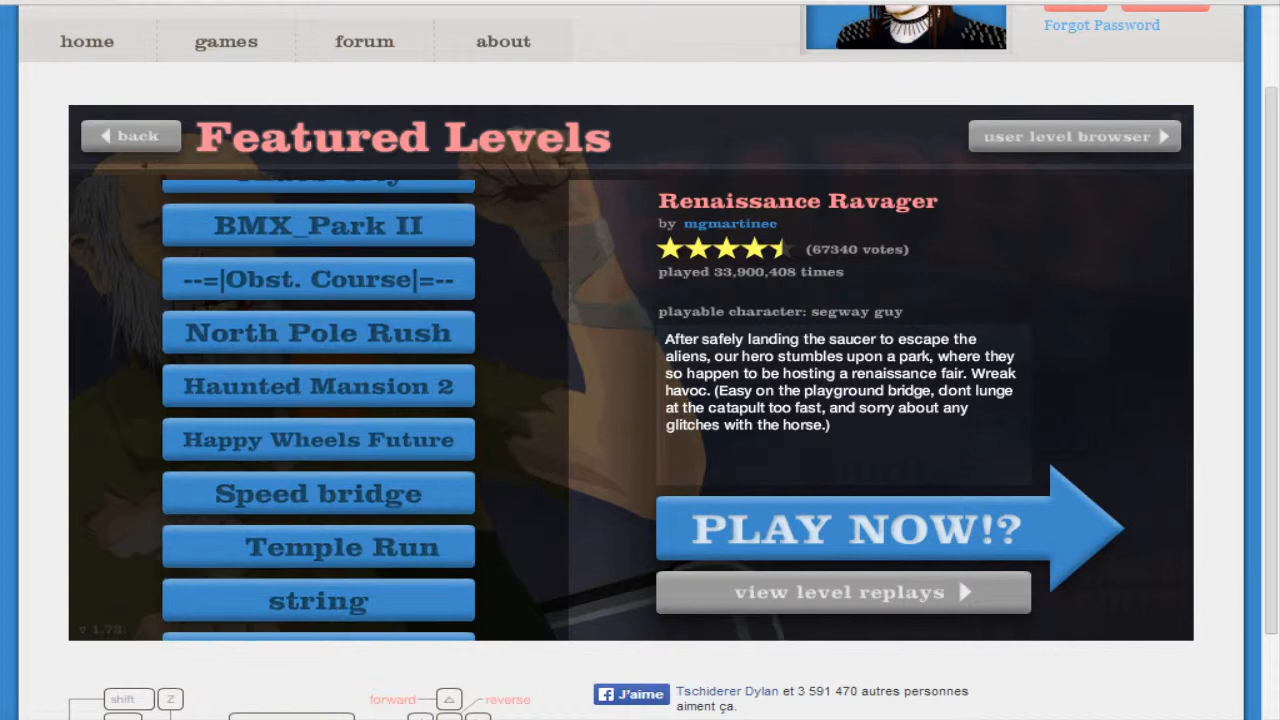 Forgot Password
home games forum about
back
Featured Levels
user level browser
BMX_Park II
--=|Obst. Course|=--
North Pole Rush
Haunted Mansion 2
Happy Wheels Future
Speed bridge
Temple Run
string
v 1.73
Renaissance Ravager
by mgmartinec
(67340 votes)
played 33,900,408 times
playable character: segway guy
After safely landing the saucer to escape the
aliens, our hero stumbles upon a park, where they
so happen to be hosting a renaissance fair. Wreak
havoc. (Easy on the playground bridge, dont lunge
at the catapult too fast, and sorry about any
glitches with the horse.)
PLAY NOW!?
view level replays
shift Z
forward reverse
J'aime
Tschiderer Dylan et 3 591 470 autres personnes
aiment ça.